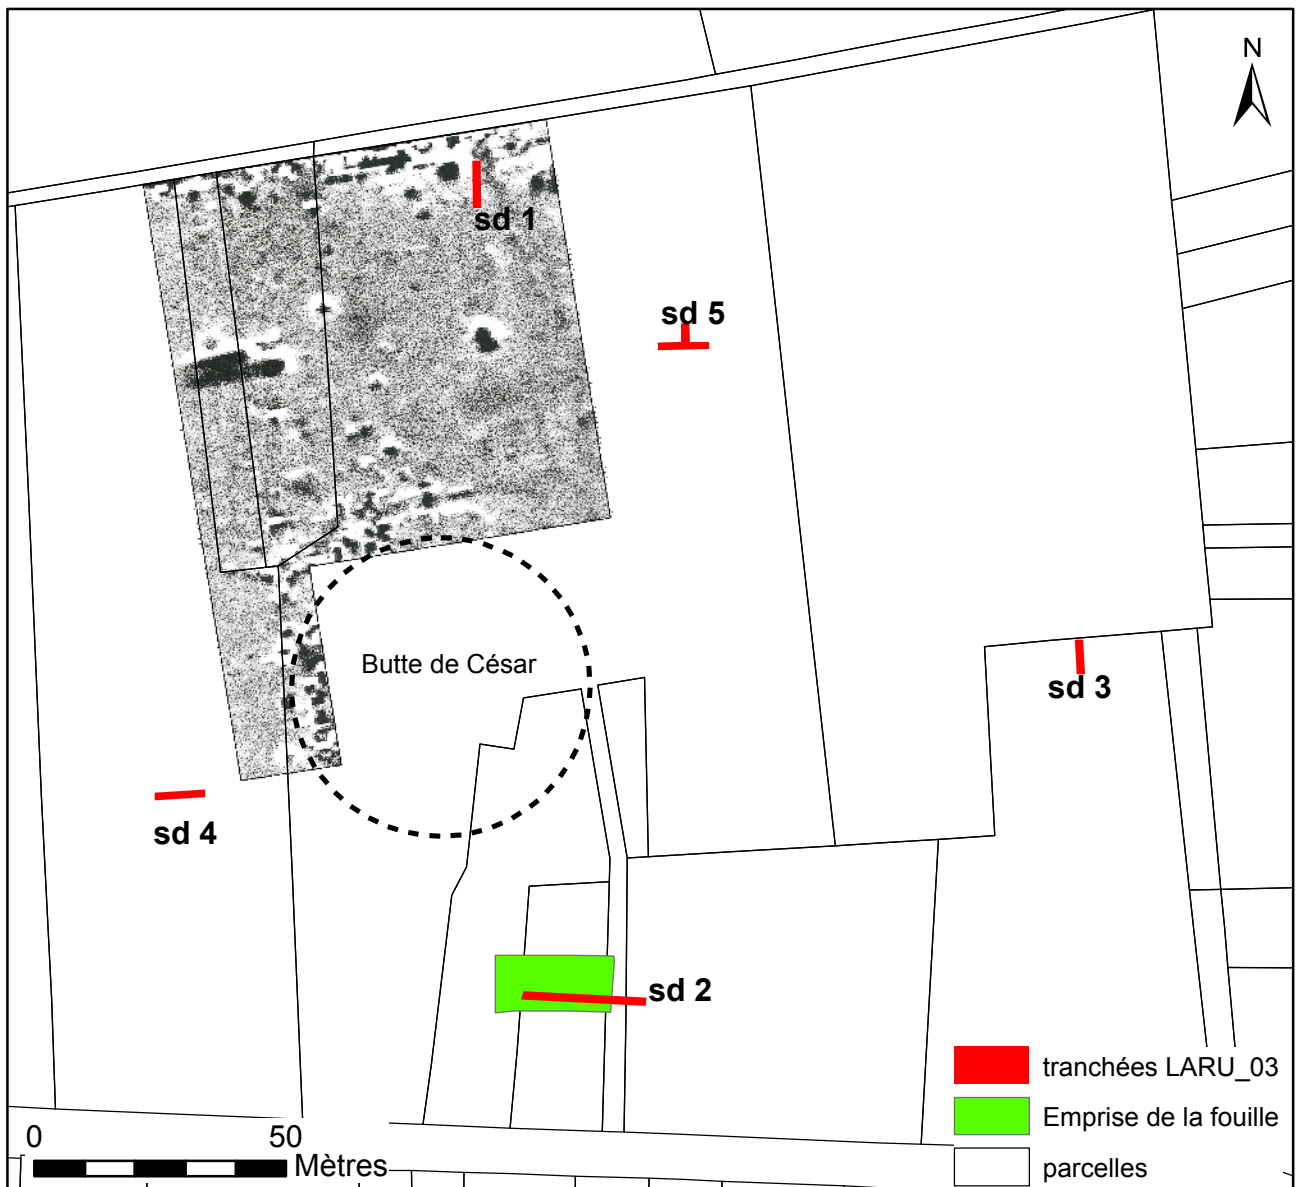 N
sd 1
sd 5
Butte de César
sd 3
sd 4
sd 2
tranchées LARU_03
Emprise de la fouille
parcelles
0 50
Mètres